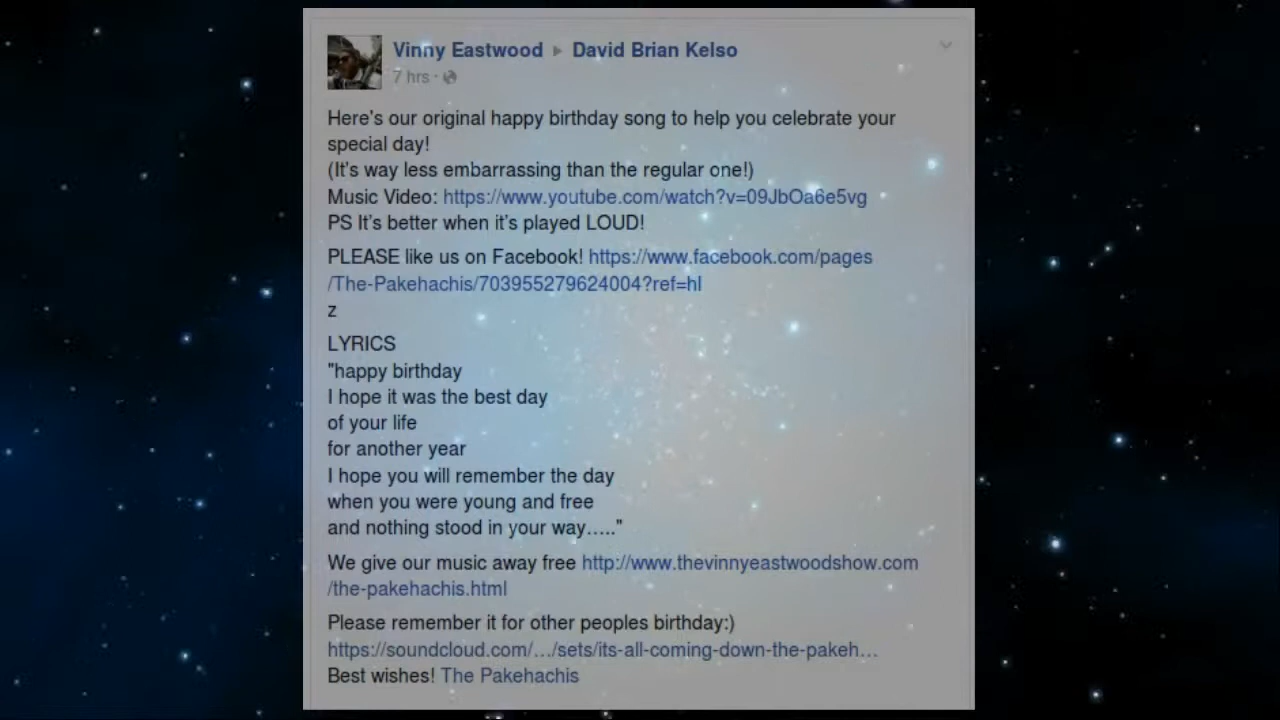 Vinny Eastwood ▸ David Brian Kelso
7 hrs ·
Here's our original happy birthday song to help you celebrate your
special day!
(It's way less embarrassing than the regular one!)
Music Video: https://www.youtube.com/watch?v=09JbOa6e5vg
PS It's better when it's played LOUD!
PLEASE like us on Facebook! https://www.facebook.com/pages
/The-Pakehachis/703955279624004?ref=hl
z
LYRICS
"happy birthday
I hope it was the best day
of your life
for another year
I hope you will remember the day
when you were young and free
and nothing stood in your way....."
We give our music away free http://www.thevinnyeastwoodshow.com
/the-pakehachis.html
Please remember it for other peoples birthday:)
https://soundcloud.com/.../sets/its-all-coming-down-the-pakeh...
Best wishes! The Pakehachis